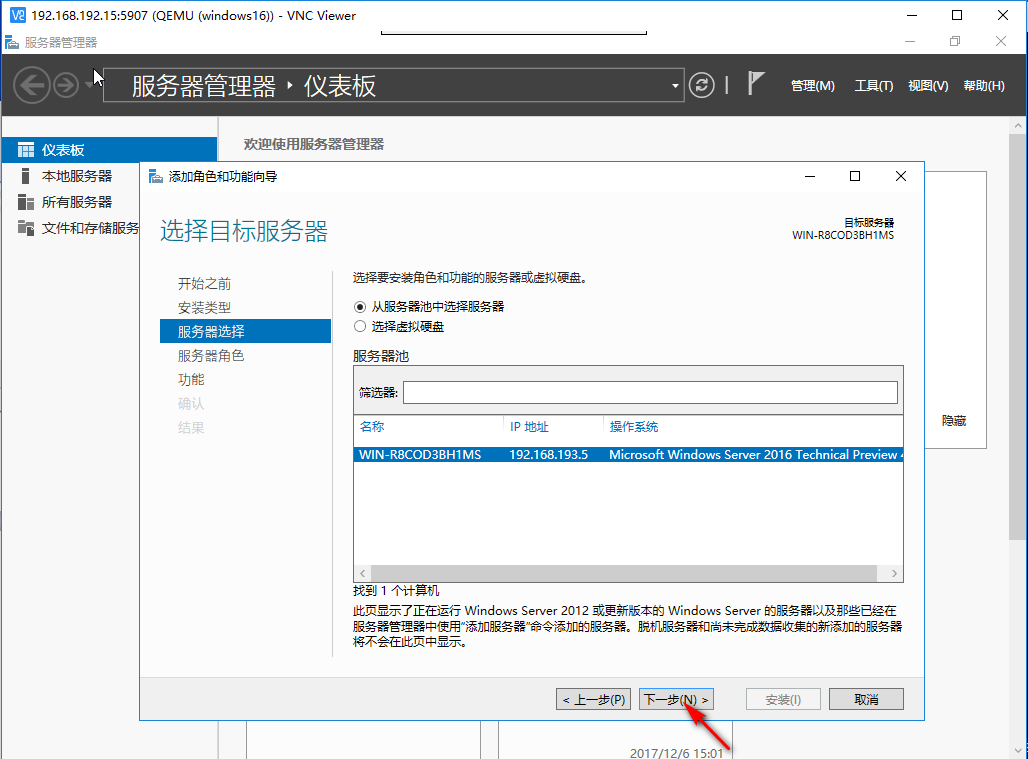 192.168.192.15:5907 (QEMU (windows16)) - VNC Viewer
服务器管理器
服务器管理器 ‣ 仪表板
管理(M) 工具(T) 视图(V) 帮助(H)
仪表板
本地服务器
所有服务器
文件和存储服务
欢迎使用服务器管理器
隐藏
添加角色和功能向导
选择目标服务器
目标服务器
WIN-R8COD3BH1MS
开始之前
安装类型
服务器选择
服务器角色
功能
确认
结果
选择要安装角色和功能的服务器或虚拟硬盘。
从服务器池中选择服务器
选择虚拟硬盘
服务器池
筛选器:
名称 IP 地址 操作系统
WIN-R8COD3BH1MS 192.168.193.5 Microsoft Windows Server 2016 Technical Preview
找到 1 个计算机
此页显示了正在运行 Windows Server 2012 或更新版本的 Windows Server 的服务器以及那些已经在
服务器管理器中使用"添加服务器"命令添加的服务器。脱机服务器和尚未完成数据收集的新添加的服务器
将不会在此页中显示。
< 上一步(P) 下一步(N) > 安装(I) 取消
2017/12/6 15:01